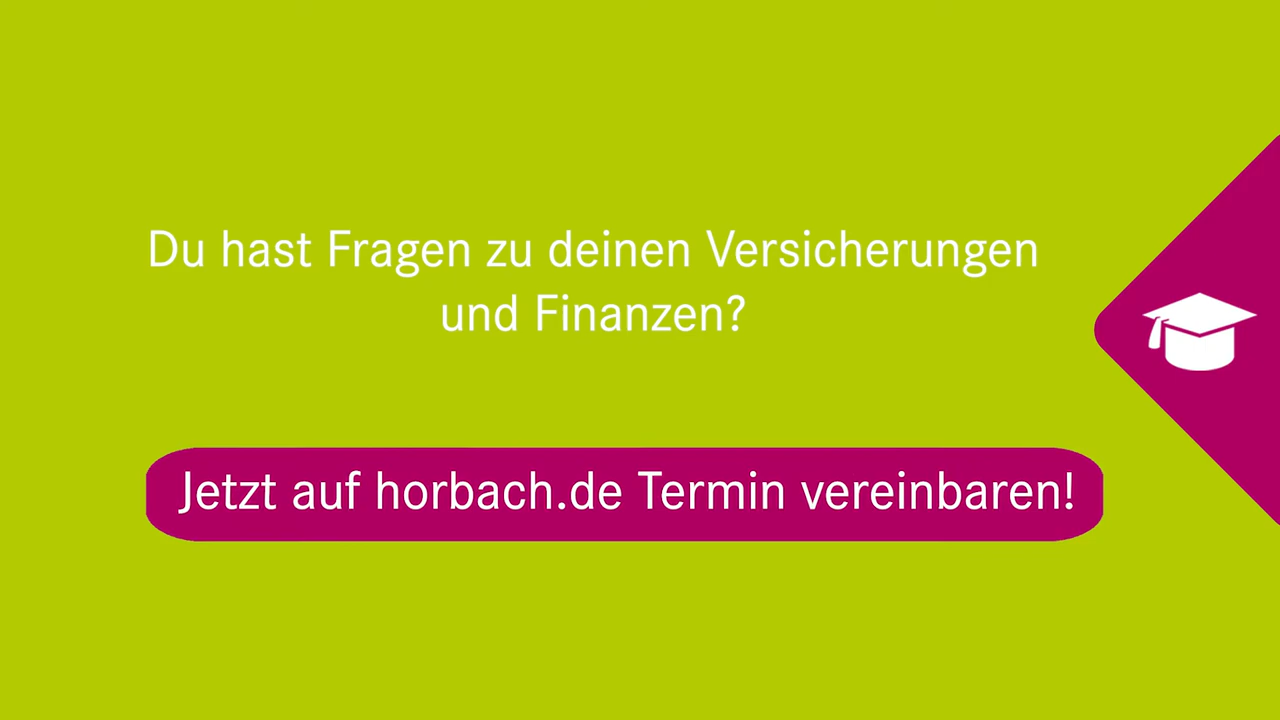 Du hast Fragen zu deinen Versicherungen
und Finanzen?
Jetzt auf horbach.de Termin vereinbaren!